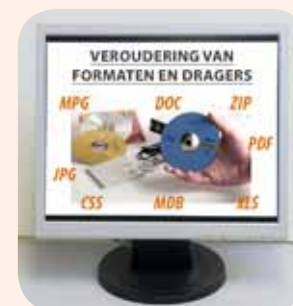 VEROUDERING VAN
FORMATEN EN DRAGERS
MPG DOC ZIP
PDF
JPG
CSS MDB XLS